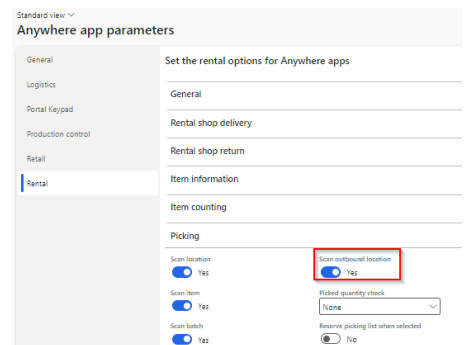 Standard view
Anywhere app parameters
General
Logistics
Portal Keypad
Production control
Retail
Rental
Set the rental options for Anywhere apps
General
Rental shop delivery
Rental shop return
Item information
Item counting
Picking
Scan location
Yes
Scan outbound location
Yes
Scan item
Yes
Picked quantity check
None
Scan batch
Yes
Reserve picking list when selected
No